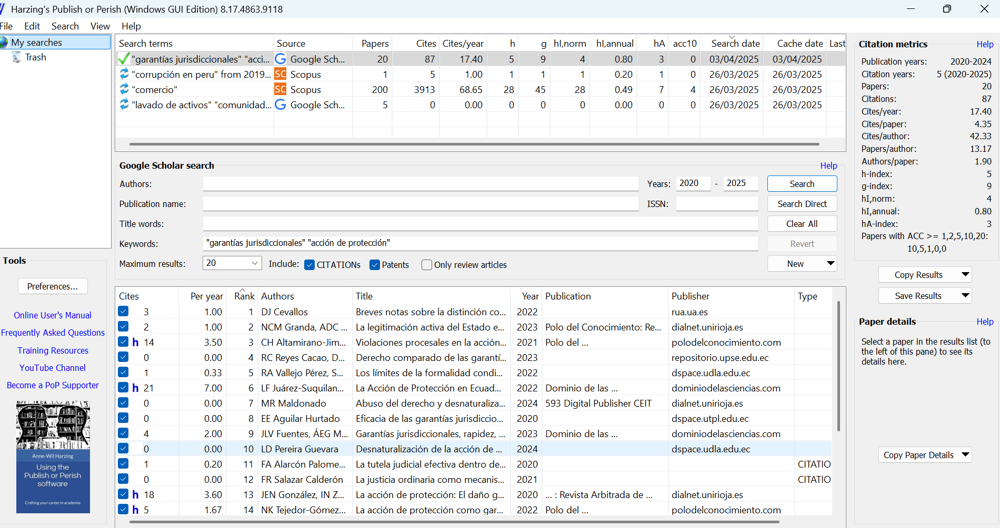 Harzing's Publish or Perish (Windows GUI Edition) 8.17.4863.9118
File Edit Search View Help
My searches
Trash
Search terms Source Papers Cites Cites/year h g hI,norm hI,annual hA acc10 Search date Cache date Last
"garantías jurisdiccionales" "acci... Google Sch... 20 87 17.40 5 9 4 0.80 3 0 03/04/2025 03/04/2025
"corrupción en peru" from 2019... SC Scopus 1 5 1.00 1 1 1 0.20 1 0 26/03/2025 26/03/2025
"comercio" SC Scopus 200 3913 68.65 28 45 28 0.49 7 4 26/03/2025 26/03/2025
"lavado de activos" "comunidad... Google Sch... 5 0 0.00 0 0 0 0.00 0 0 26/03/2025 26/03/2025
Google Scholar search Help
Authors: Years: 2020 - 2025 Search
Publication name: ISSN: Search Direct
Title words: Clear All
Keywords: "garantías jurisdiccionales" "acción de protección" Revert
Maximum results: 20 Include: CITATIONs Patents Only review articles New
Cites Per year Rank Authors Title Year Publication Publisher Type
3 1.00 1 DJ Cevallos Breves notas sobre la distinción co... 2022 rua.ua.es
2 1.00 2 NCM Granda, ADC ... La legitimación activa del Estado e... 2023 Polo del Conocimiento: Re... dialnet.unirioja.es
h 14 3.50 3 CH Altamirano-Jim... Violaciones procesales en la acción... 2021 Polo del ... polodelconocimiento.com
0 0.00 4 RC Reyes Cacao, D... Derecho comparado de las garantí... 2023 repositorio.upse.edu.ec
1 0.33 5 RA Vallejo Pérez, S... Los límites de la formalidad condi... 2022 dspace.udla.edu.ec
h 21 7.00 6 LF Juárez-Suquilan... La Acción de Protección en Ecuad... 2022 Dominio de las ... dominiodelasciencias.com
0 0.00 7 MR Maldonado Abuso del derecho y desnaturaliza... 2024 593 Digital Publisher CEIT dialnet.unirioja.es
0 0.00 8 EE Aguilar Hurtado Eficacia de las garantías jurisdiccio... 2020 dspace.utpl.edu.ec
4 2.00 9 JLV Fuentes, ÁEG M... Garantías jurisdiccionales, rapidez, ... 2023 Dominio de las ... dominiodelasciencias.com
0 0.00 10 LD Pereira Guevara Desnaturalización de la acción de ... 2024 dspace.udla.edu.ec
1 0.20 11 FA Alarcón Palome... La tutela judicial efectiva dentro de... 2020 CITATIO
0 0.00 12 FR Salazar Calderón La justicia ordinaria como mecanis... 2021 CITATIO
h 18 3.60 13 JEN González, IN Z... La acción de protección: El daño g... 2020 ... : Revista Arbitrada de ... dialnet.unirioja.es
h 5 1.67 14 NK Tejedor-Gómez... La acción de protección como gar... 2022 Polo del ... polodelconocimiento.com
Tools
Preferences...
Online User's Manual
Frequently Asked Questions
Training Resources
YouTube Channel
Become a PoP Supporter
Anne-Wil Harzing
Using the
Publish or Perish
software
Crafting your career in academia
Citation metrics Help
Publication years: 2020-2024
Citation years: 5 (2020-2025)
Papers: 20
Citations: 87
Cites/year: 17.40
Cites/paper: 4.35
Cites/author: 42.33
Papers/author: 13.17
Authors/paper: 1.90
h-index: 5
g-index: 9
hI,norm: 4
hI,annual: 0.80
hA-index: 3
Papers with ACC >= 1,2,5,10,20:
10,5,1,0,0
Copy Results
Save Results
Paper details Help
Select a paper in the results list (to
the left of this pane) to see its
details here.
Copy Paper Details